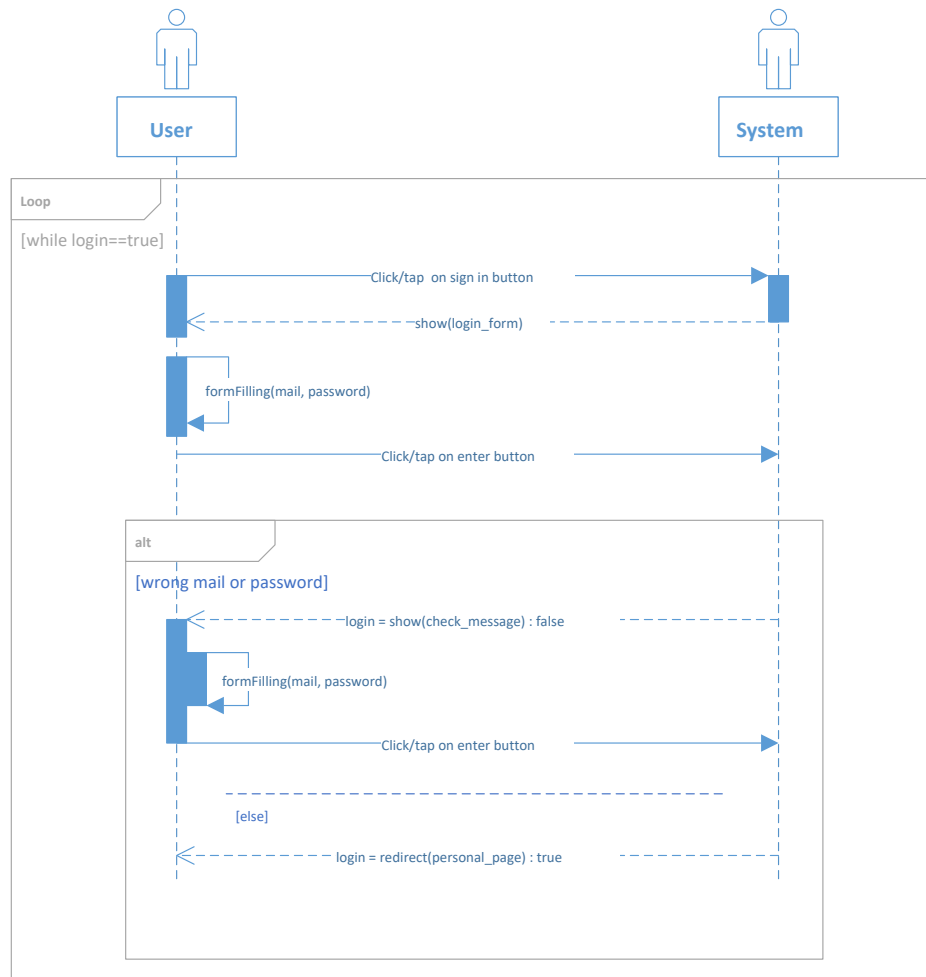 User
System
Loop
[while login==true]
Click/tap on sign in button
show(login_form)
formFilling(mail, password)
Click/tap on enter button
alt
[wrong mail or password]
login = show(check_message) : false
formFilling(mail, password)
Click/tap on enter button
[else]
login = redirect(personal_page) : true